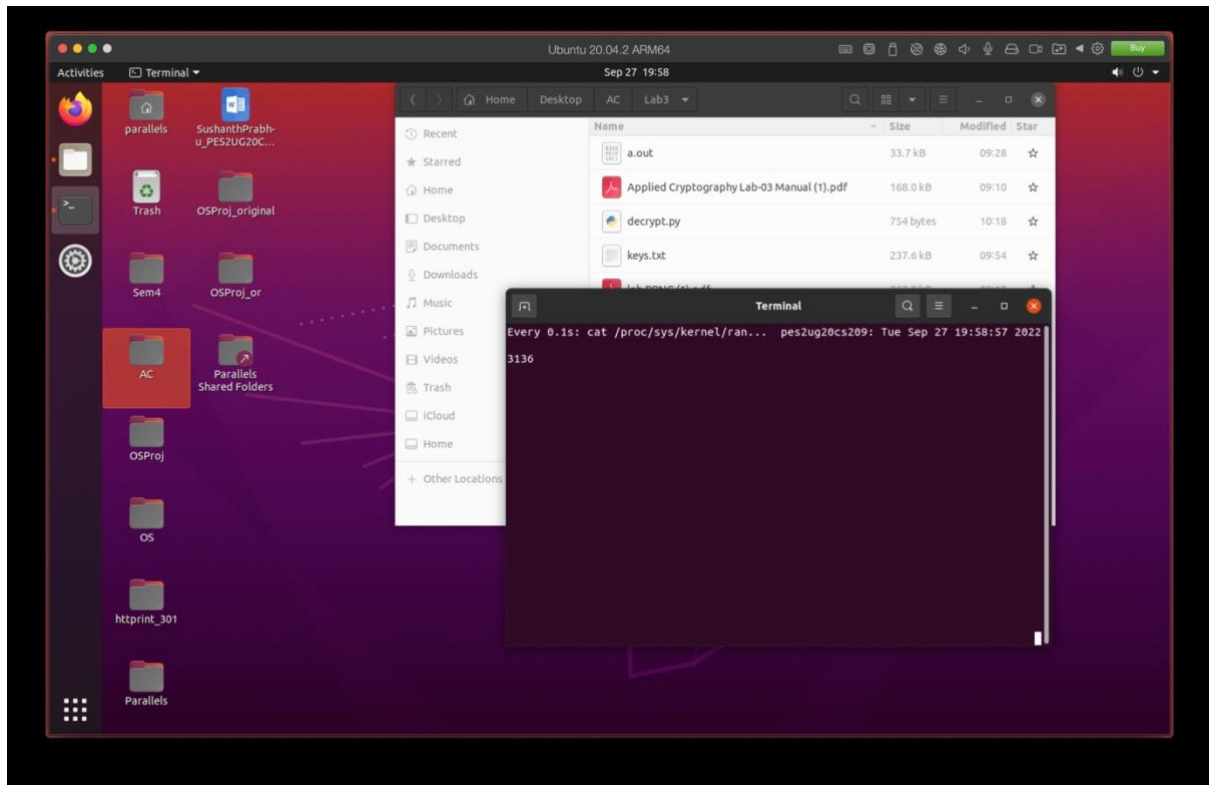 Ubuntu 20.04.2 ARM64
Buy
Activities
Terminal
Sep 27 19:58
parallels
SushanthPrabh-
u_PES2UG20C...
Trash
OSProj_original
Sem4
OSProj_or
AC
Parallels
Shared Folders
OSProj
OS
httprint_301
Parallels
Home Desktop AC Lab3
Recent
Starred
Home
Desktop
Documents
Downloads
Music
Pictures
Videos
Trash
iCloud
Home
+ Other Locations
Name Size Modified Star
a.out 33.7 kB 09:28
Applied Cryptography Lab-03 Manual (1).pdf 168.0 kB 09:10
decrypt.py 754 bytes 10:18
keys.txt 237.6 kB 09:54
Terminal
Every 0.1s: cat /proc/sys/kernel/ran... pes2ug20cs209: Tue Sep 27 19:58:57 2022
3136